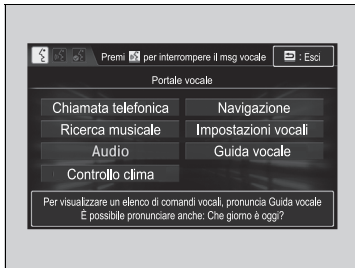 Premi per interrompere il msg vocale : Esci
Portale vocale
Chiamata telefonica Navigazione
Ricerca musicale Impostazioni vocali
Audio Guida vocale
Controllo clima
Per visualizzare un elenco di comandi vocali, pronuncia Guida vocale
È possibile pronunciare anche: Che giorno è oggi?